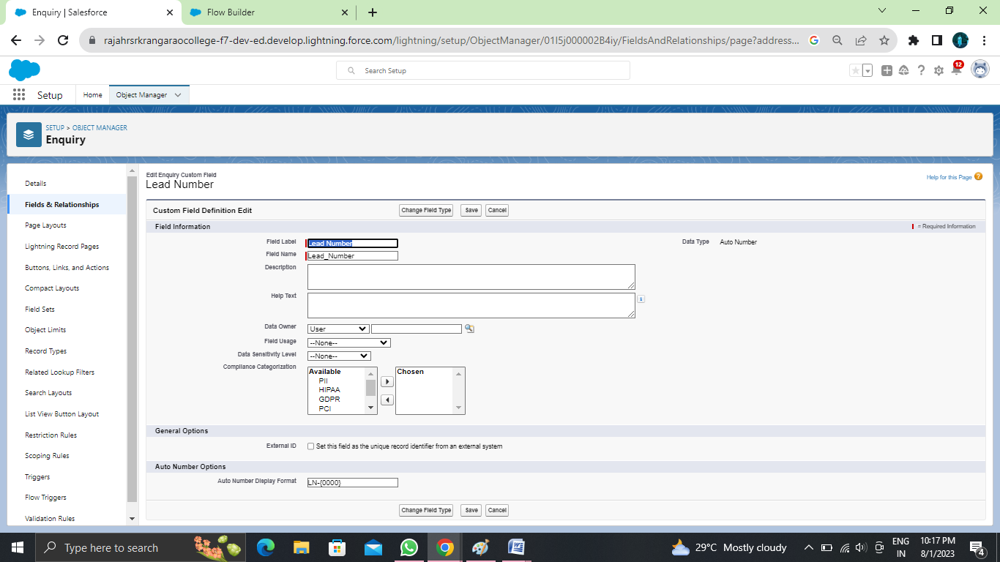 Enquiry | Salesforce
Flow Builder
rajahrsrkrangaraocollege-f7-dev-ed.develop.lightning.force.com/lightning/setup/ObjectManager/01I5j000002B4iy/FieldsAndRelationships/page?address...
Search Setup
12
Setup
Home
Object Manager
SETUP > OBJECT MANAGER
Enquiry
Details
Fields & Relationships
Page Layouts
Lightning Record Pages
Buttons, Links, and Actions
Compact Layouts
Field Sets
Object Limits
Record Types
Related Lookup Filters
Search Layouts
List View Button Layout
Restriction Rules
Scoping Rules
Triggers
Flow Triggers
Validation Rules
Edit Enquiry Custom Field
Lead Number
Help for this Page
Custom Field Definition Edit
Change Field Type Save Cancel
Field Information
= Required Information
Field Label Lead Number
Data Type Auto Number
Field Name Lead_Number
Description
Help Text
Data Owner User
Field Usage --None--
Data Sensitivity Level --None--
Compliance Categorization
Available
PII
HIPAA
GDPR
PCI
Chosen
General Options
External ID Set this field as the unique record identifier from an external system
Auto Number Options
Auto Number Display Format LN-{0000}
Change Field Type Save Cancel
Type here to search
29°C Mostly cloudy
ENG
IN
10:17 PM
8/1/2023
4